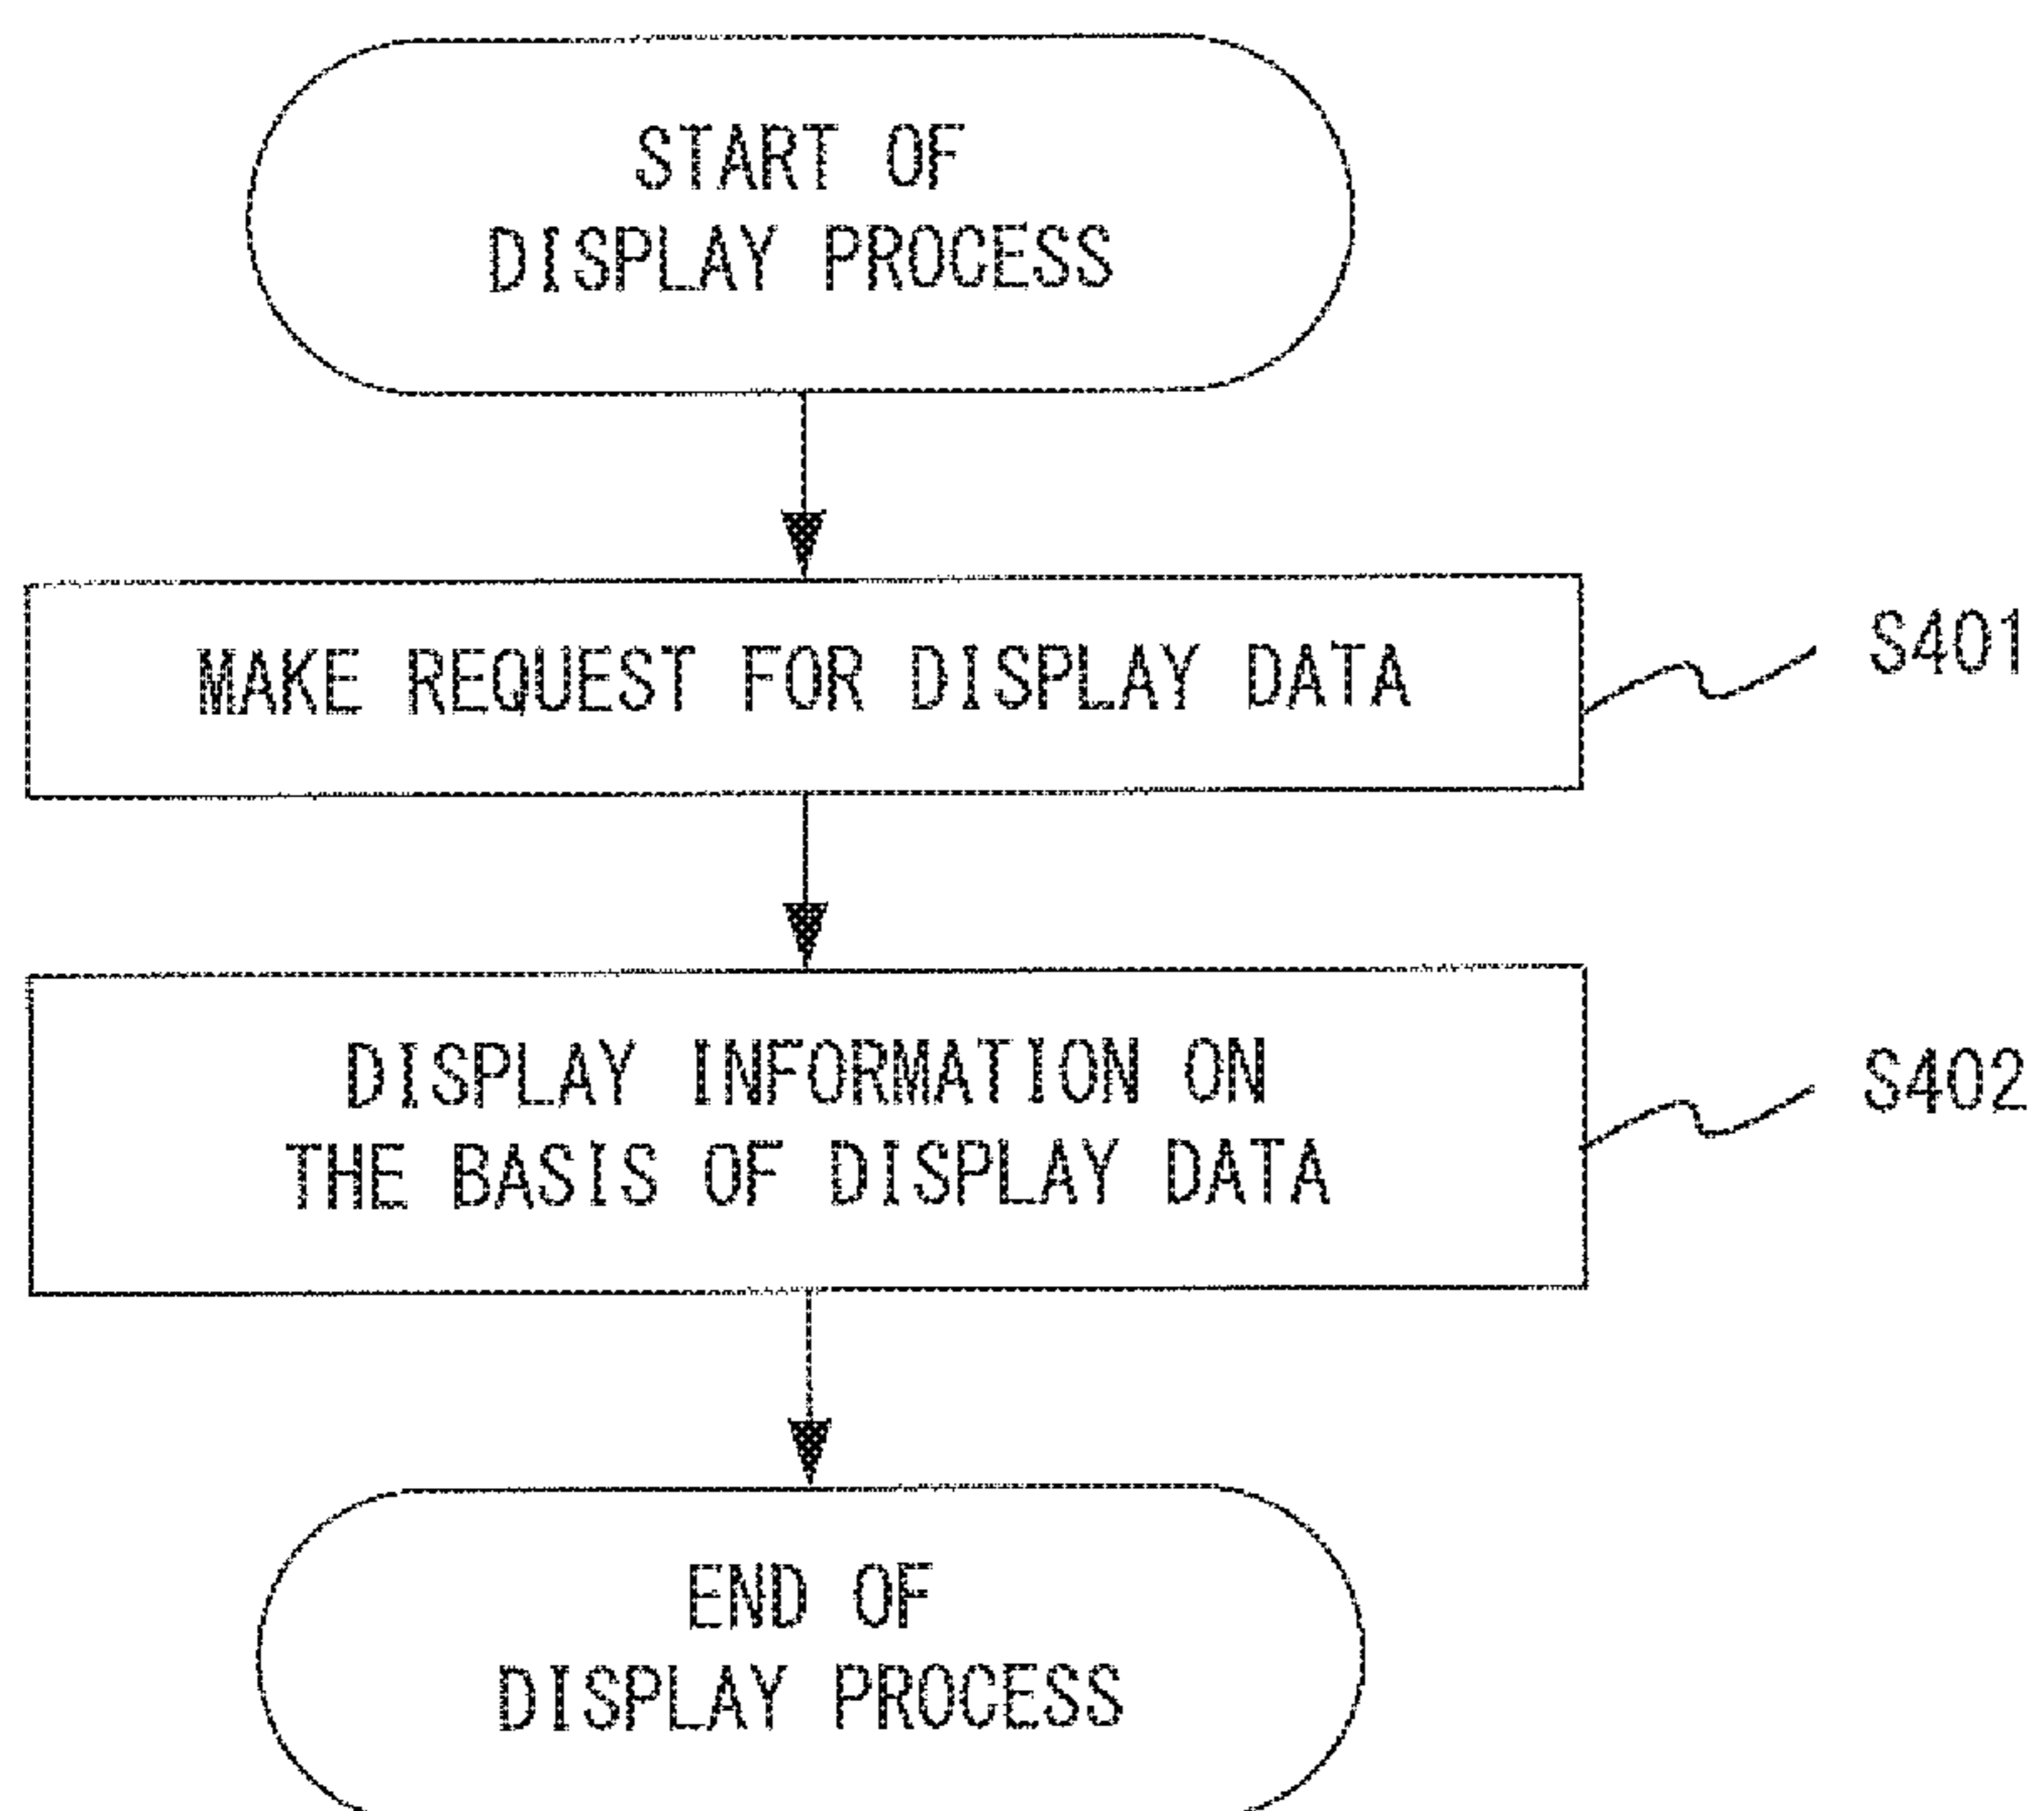 START OF
DISPLAY PROCESS
MAKE REQUEST FOR DISPLAY DATA
S401
DISPLAY INFORMATION ON
THE BASIS OF DISPLAY DATA
S402
END OF
DISPLAY PROCESS